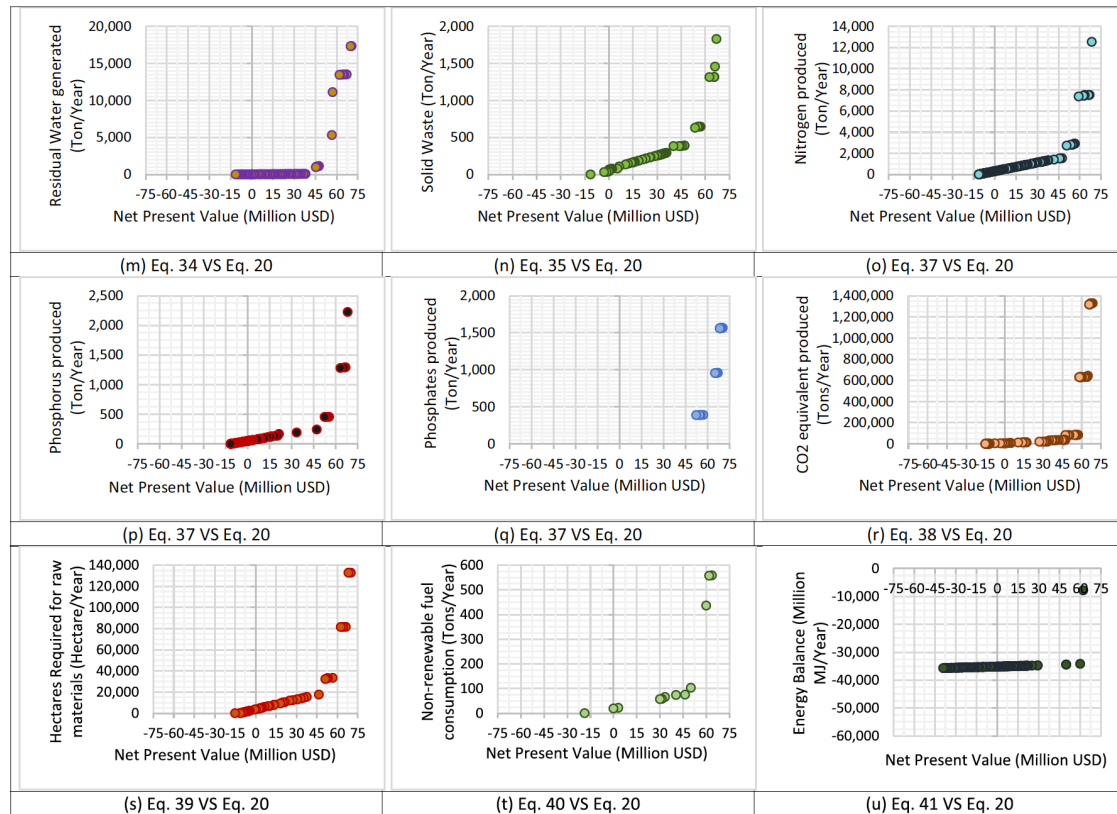 Residual Water generated
(Ton/Year)
20,000
15,000
10,000
5,000
0
-75-60-45-30-15 0 15 30 45 60 75
Net Present Value (Million USD)
Solid Waste (Ton/Year)
2,000
1,500
1,000
500
0
-75-60-45-30-15 0 15 30 45 60 75
Net Present Value (Million USD)
Nitrogen produced
(Ton/Year)
14,000
12,000
10,000
8,000
6,000
4,000
2,000
0
-75-60-45-30-15 0 15 30 45 60 75
Net Present Value (Million USD)
(m) Eq. 34 VS Eq. 20
(n) Eq. 35 VS Eq. 20
(o) Eq. 37 VS Eq. 20
Phosphorus produced
(Ton/Year)
2,500
2,000
1,500
1,000
500
0
-75-60-45-30-15 0 15 30 45 60 75
Net Present Value (Million USD)
Phosphates produced
(Ton/Year)
2,000
1,500
1,000
500
0
-75-60-45-30-15 0 15 30 45 60 75
Net Present Value (Million USD)
CO2 equivalent produced
(Tons/Year)
1,400,000
1,200,000
1,000,000
800,000
600,000
400,000
200,000
0
-75-60-45-30-15 0 15 30 45 60 75
Net Present Value (Million USD)
(p) Eq. 37 VS Eq. 20
(q) Eq. 37 VS Eq. 20
(r) Eq. 38 VS Eq. 20
Hectares Required for raw
materials (Hectare/Year)
140,000
120,000
100,000
80,000
60,000
40,000
20,000
0
-75-60-45-30-15 0 15 30 45 60 75
Net Present Value (Million USD)
Non-renewable fuel
consumption (Tons/Year)
600
500
400
300
200
100
0
-75-60-45-30-15 0 15 30 45 60 75
Net Present Value (Million USD)
Energy Balance (Million
MJ/Year)
0
-10,000
-20,000
-30,000
-40,000
-50,000
-60,000
-75-60-45-30-15 0 15 30 45 60 75
Net Present Value (Million USD)
(s) Eq. 39 VS Eq. 20
(t) Eq. 40 VS Eq. 20
(u) Eq. 41 VS Eq. 20